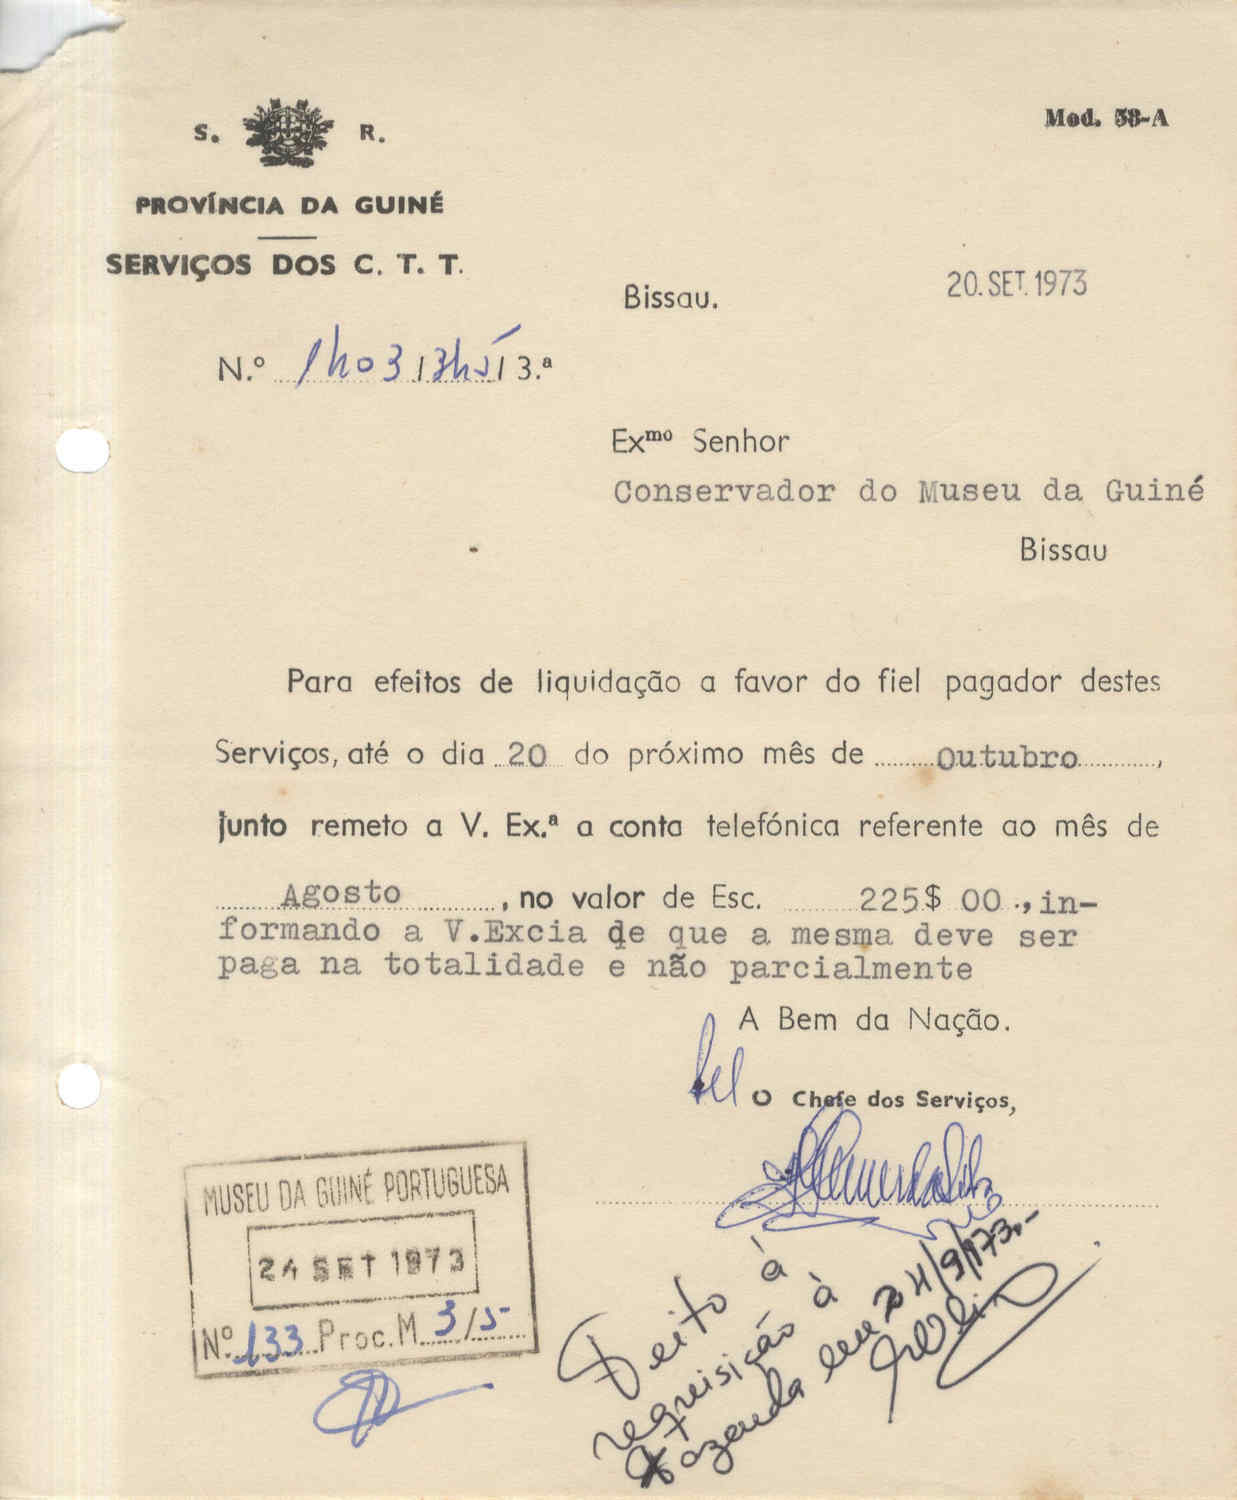 S. R.
Mod. 58-A
PROVÍNCIA DA GUINÉ
SERVIÇOS DOS C. T. T.
Bissau. 20. SET. 1973
N.º 1403 / 3.ª
Exmo Senhor
Conservador do Museu da Guiné
Bissau
Para efeitos de liquidação a favor do fiel pagador destes
Serviços, até o dia 20 do próximo mês de Outubro,
junto remeto a V. Ex.ª a conta telefónica referente ao mês de
Agosto, no valor de Esc. 225$ 00., in-
formando a V.Excia de que a mesma deve ser
paga na totalidade e não parcialmente
A Bem da Nação.
O Chefe dos Serviços,
MUSEU DA GUINÉ PORTUGUESA
24 SET 1973
Nº 133 Proc. M 3/5-
Feito á
requisição à
Fazenda em 24/9/973.-